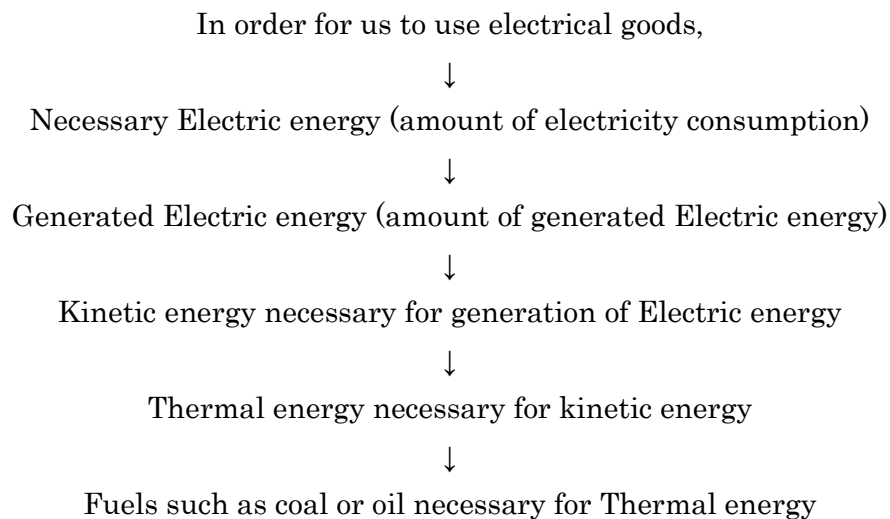 In order for us to use electrical goods,
↓
Necessary Electric energy (amount of electricity consumption)
↓
Generated Electric energy (amount of generated Electric energy)
↓
Kinetic energy necessary for generation of Electric energy
↓
Thermal energy necessary for kinetic energy
↓
Fuels such as coal or oil necessary for Thermal energy